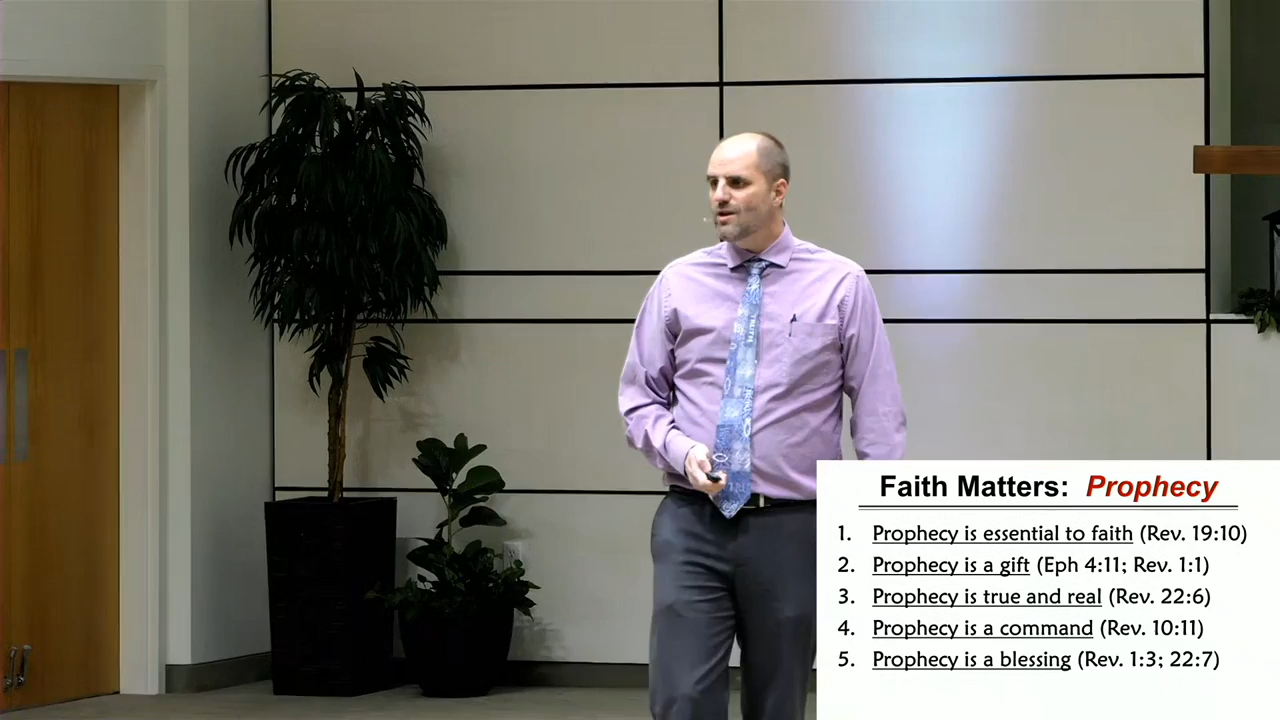 Faith Matters: Prophecy
1. Prophecy is essential to faith (Rev. 19:10)
2. Prophecy is a gift (Eph 4:11; Rev. 1:1)
3. Prophecy is true and real (Rev. 22:6)
4. Prophecy is a command (Rev. 10:11)
5. Prophecy is a blessing (Rev. 1:3; 22:7)